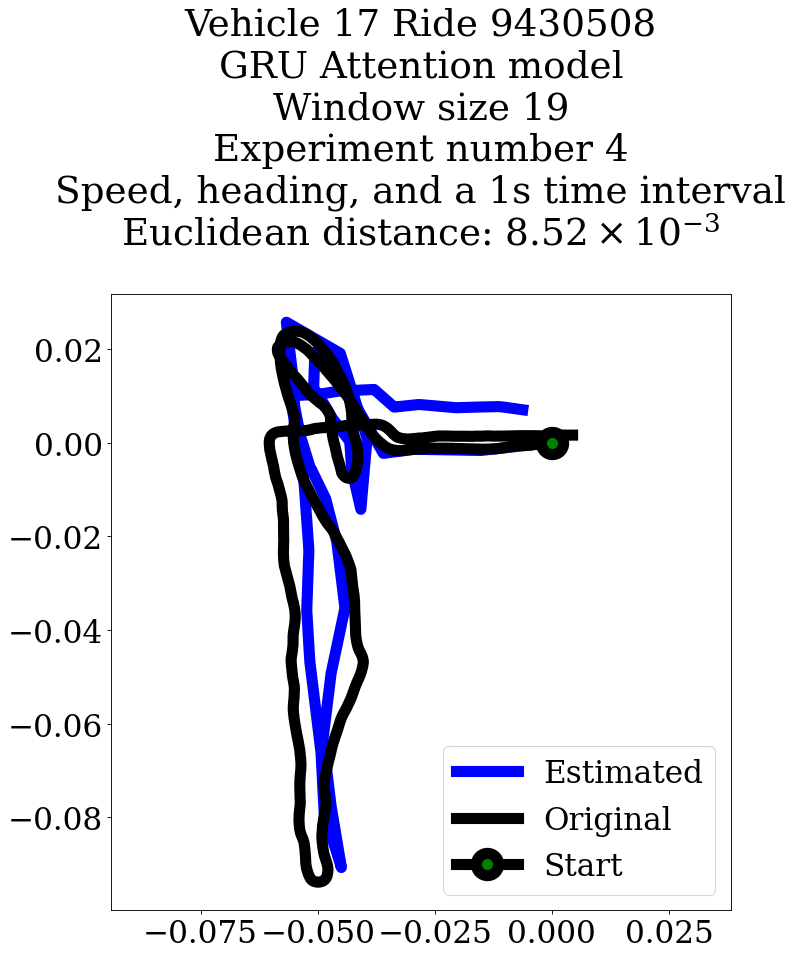 Vehicle 17 Ride 9430508
GRU Attention model
Window size 19
Experiment number 4
Speed, heading, and a 1s time interval
Euclidean distance: 8.52 × 10⁻³
0.02
0.00
−0.02
−0.04
−0.06
−0.08
Estimated
Original
Start
−0.075 −0.050 −0.025 0.000 0.025